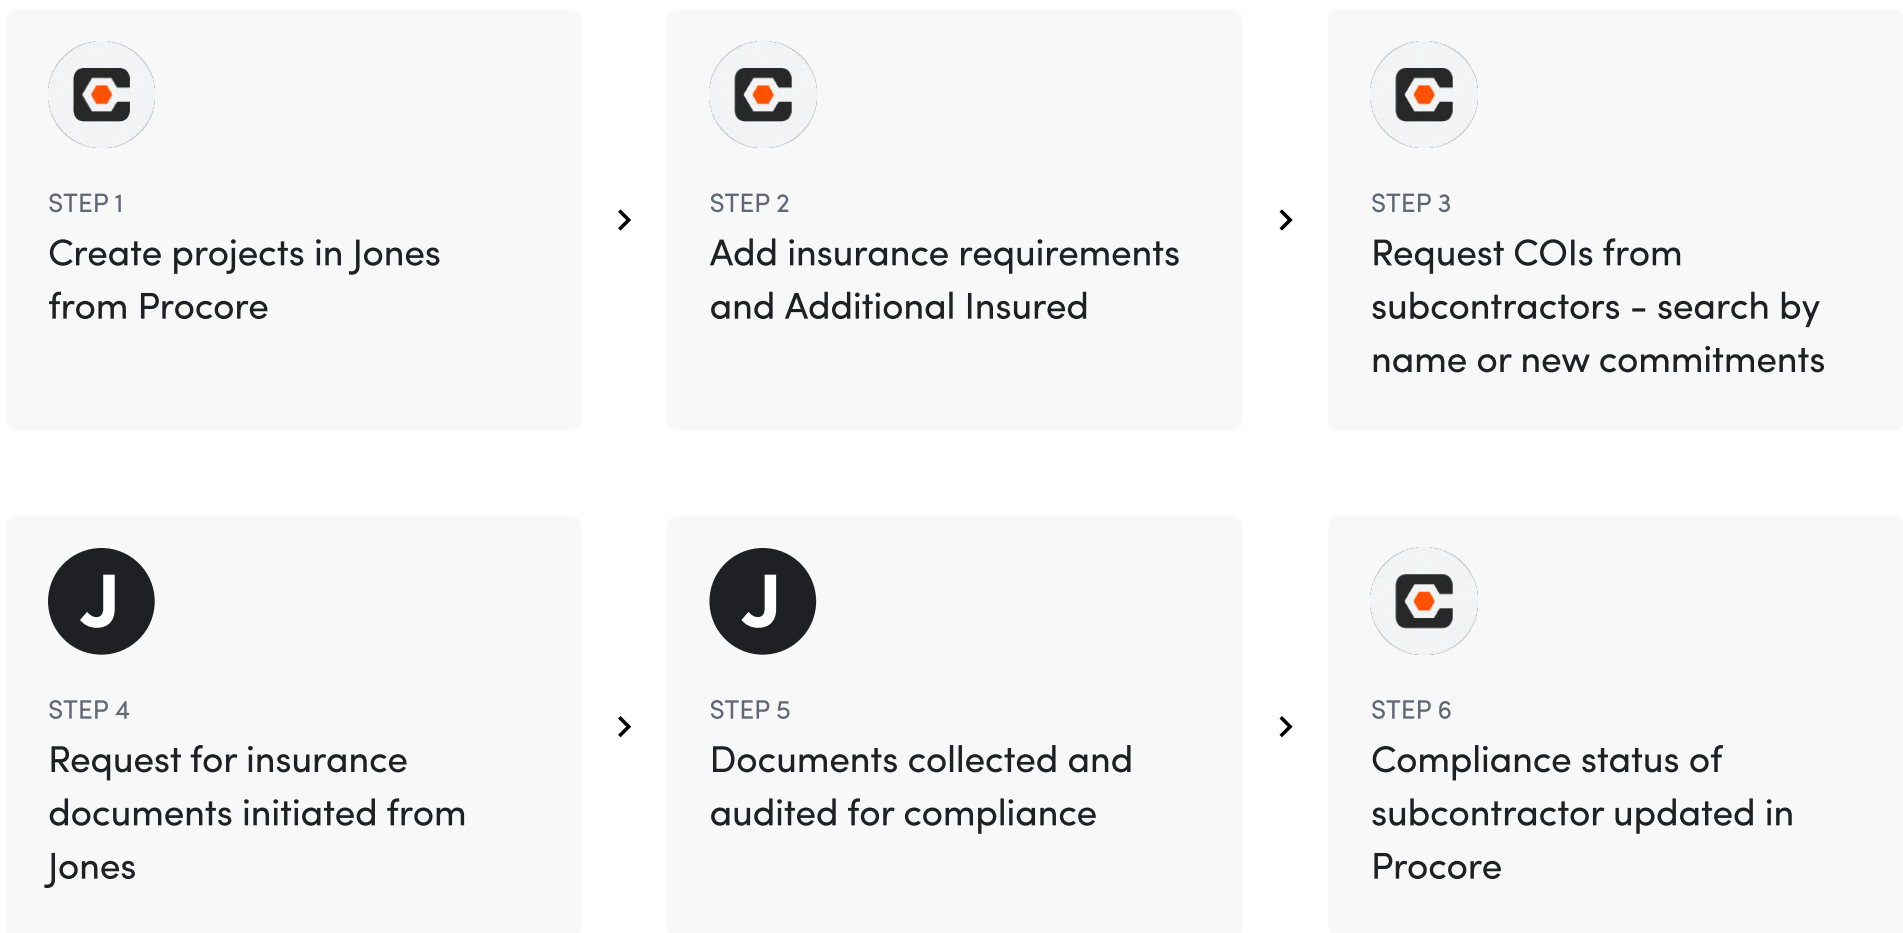 STEP 1
Create projects in Jones
from Procore
STEP 2
Add insurance requirements
and Additional Insured
STEP 3
Request COIs from
subcontractors - search by
name or new commitments
J
STEP 4
Request for insurance
documents initiated from
Jones
J
STEP 5
Documents collected and
audited for compliance
STEP 6
Compliance status of
subcontractor updated in
Procore